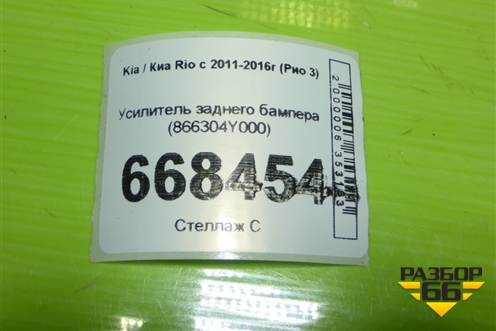 Kia / Киа Rio с 2011-2016г (Рио 3)
Усилитель заднего бампера
(866304Y000)
668454
Стеллаж С
РАЗБОР
66